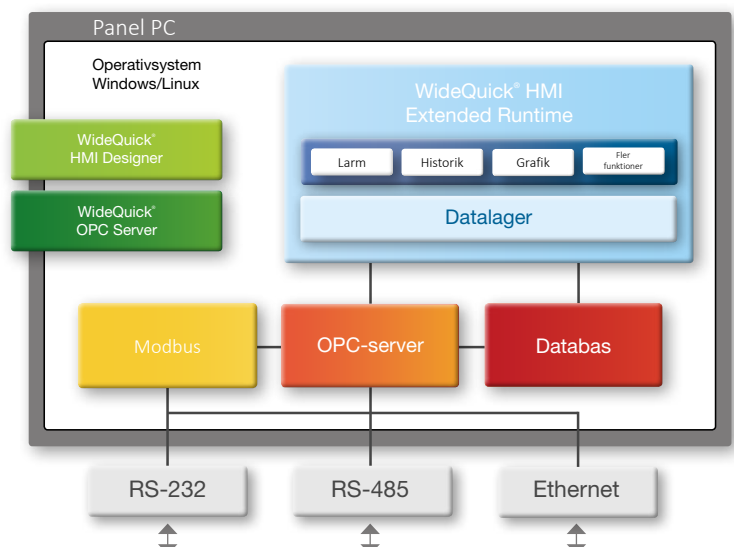 Panel PC
Operativsystem
Windows/Linux
WideQuick® HMI
Extended Runtime
WideQuick®
HMI Designer
Larm
Historik
Grafik
Fler
funktioner
WideQuick®
OPC Server
Datalager
Modbus
OPC-server
Databas
RS-232
RS-485
Ethernet